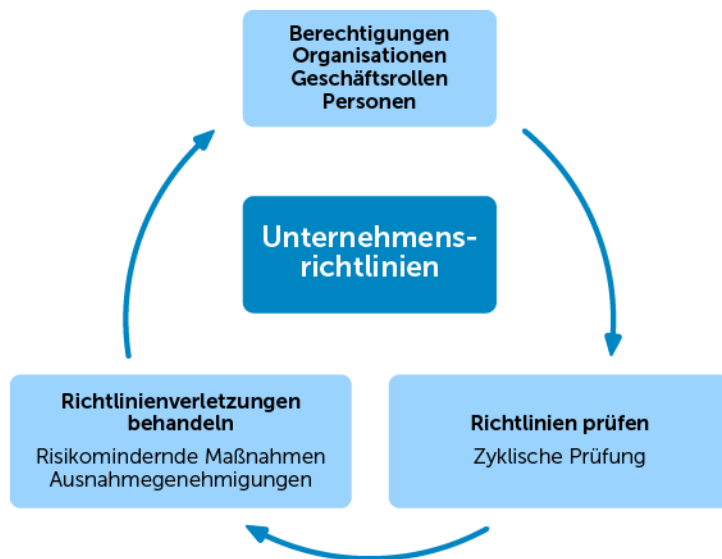 Berechtigungen
Organisationen
Geschäftsrollen
Personen
Unternehmens-
richtlinien
Richtlinienverletzungen
behandeln
Risikomindernde Maßnahmen
Ausnahmegenehmigungen
Richtlinien prüfen
Zyklische Prüfung